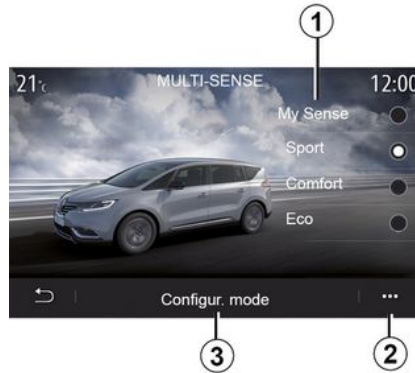 1
21°c MULTI-SENSE 12:00
My Sense
Sport
Comfort
Eco
Configur. mode
3 2